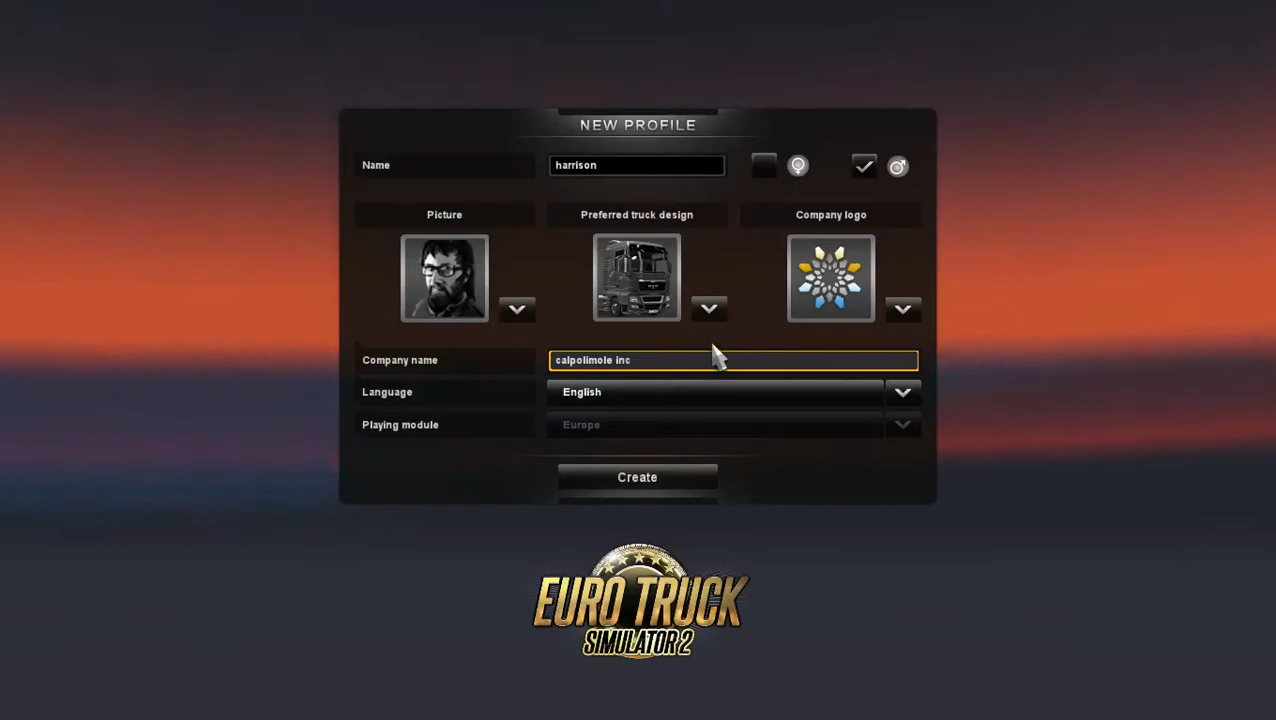 NEW PROFILE
Name harrison
Picture Preferred truck design Company logo
Company name calpolimole inc
Language English
Playing module Europe
Create
EURO TRUCK
SIMULATOR 2